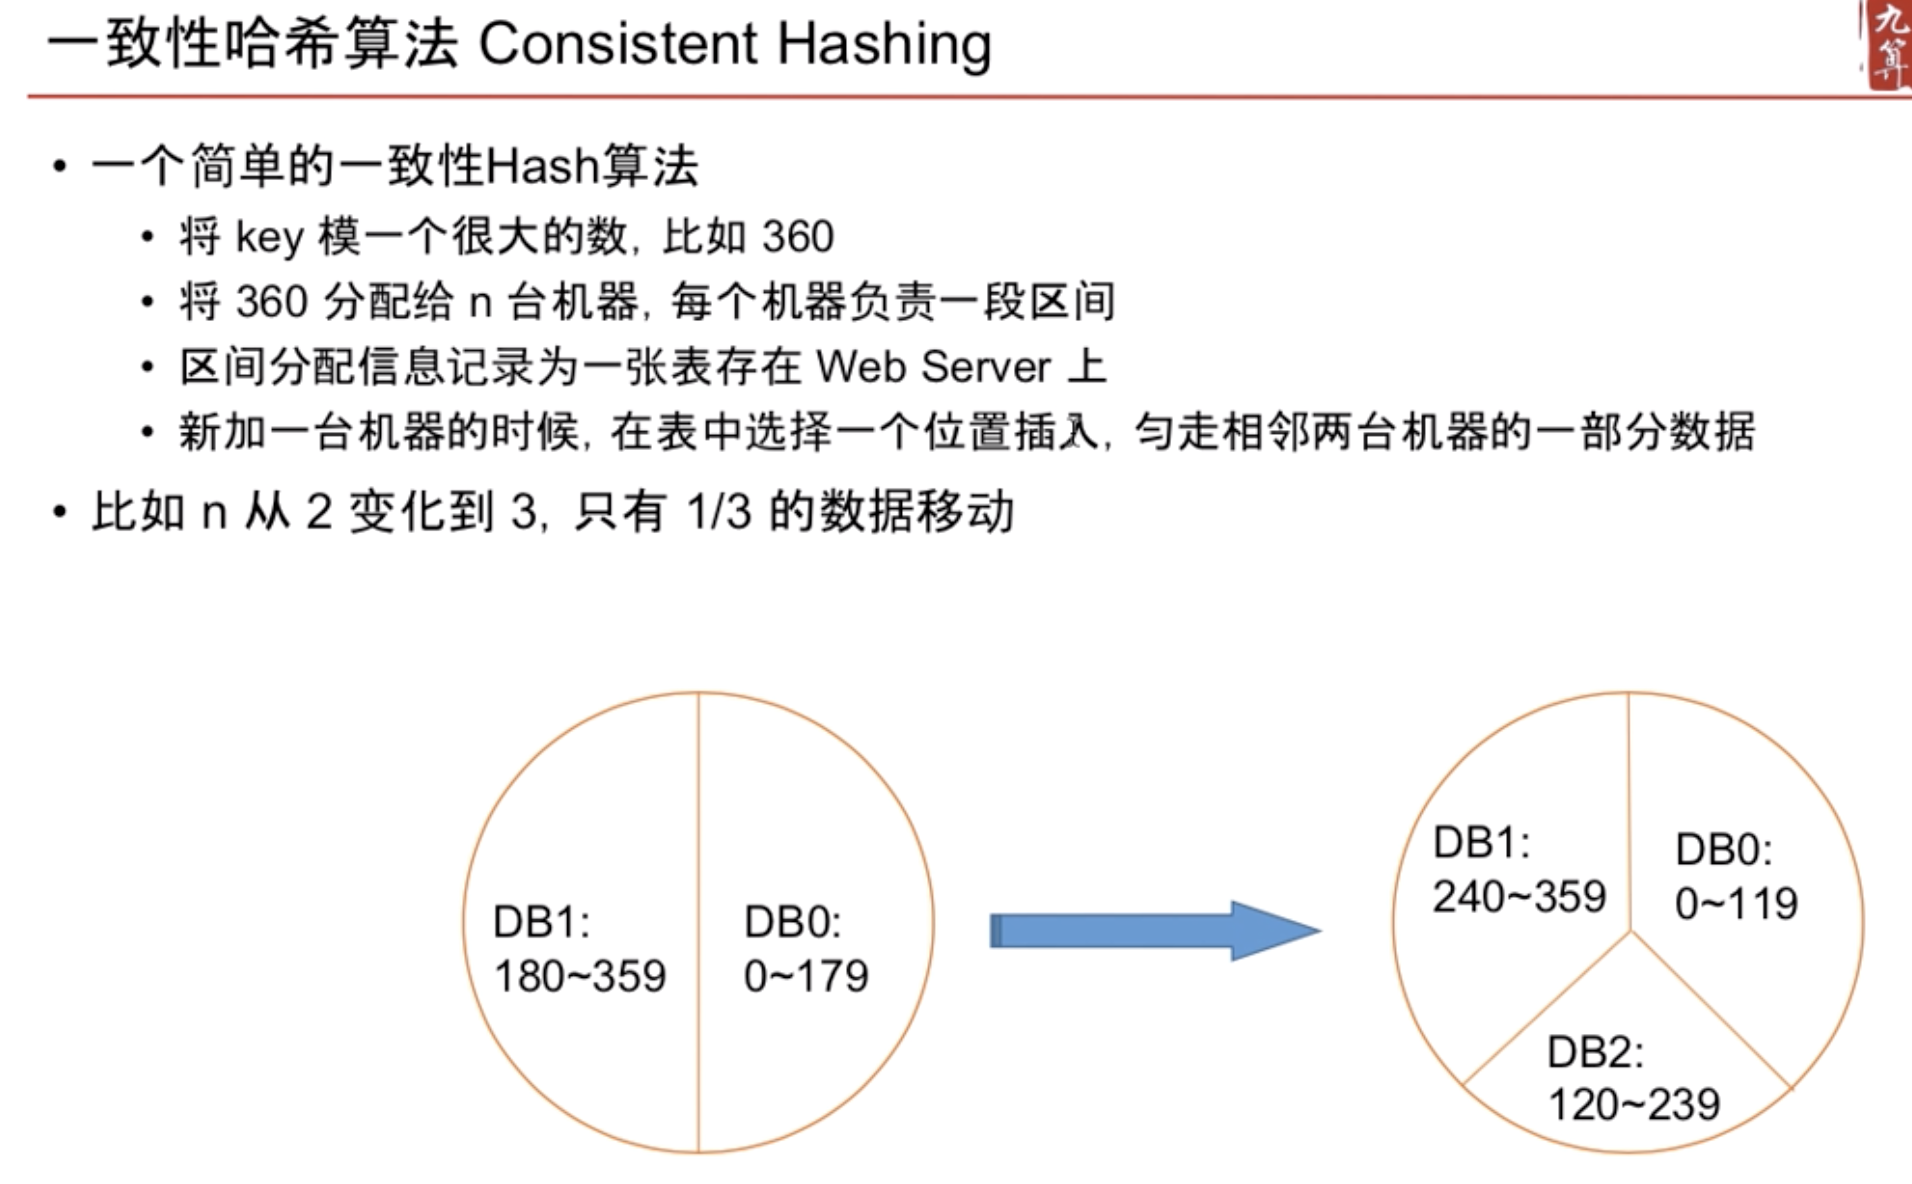 一致性哈希算法 Consistent Hashing
九
算
• 一个简单的一致性Hash算法
• 将 key 模一个很大的数, 比如 360
• 将 360 分配给 n 台机器, 每个机器负责一段区间
• 区间分配信息记录为一张表存在 Web Server 上
• 新加一台机器的时候, 在表中选择一个位置插入, 匀走相邻两台机器的一部分数据
• 比如 n 从 2 变化到 3, 只有 1/3 的数据移动
DB1:
180~359
DB0:
0~179
DB1:
240~359
DB0:
0~119
DB2:
120~239